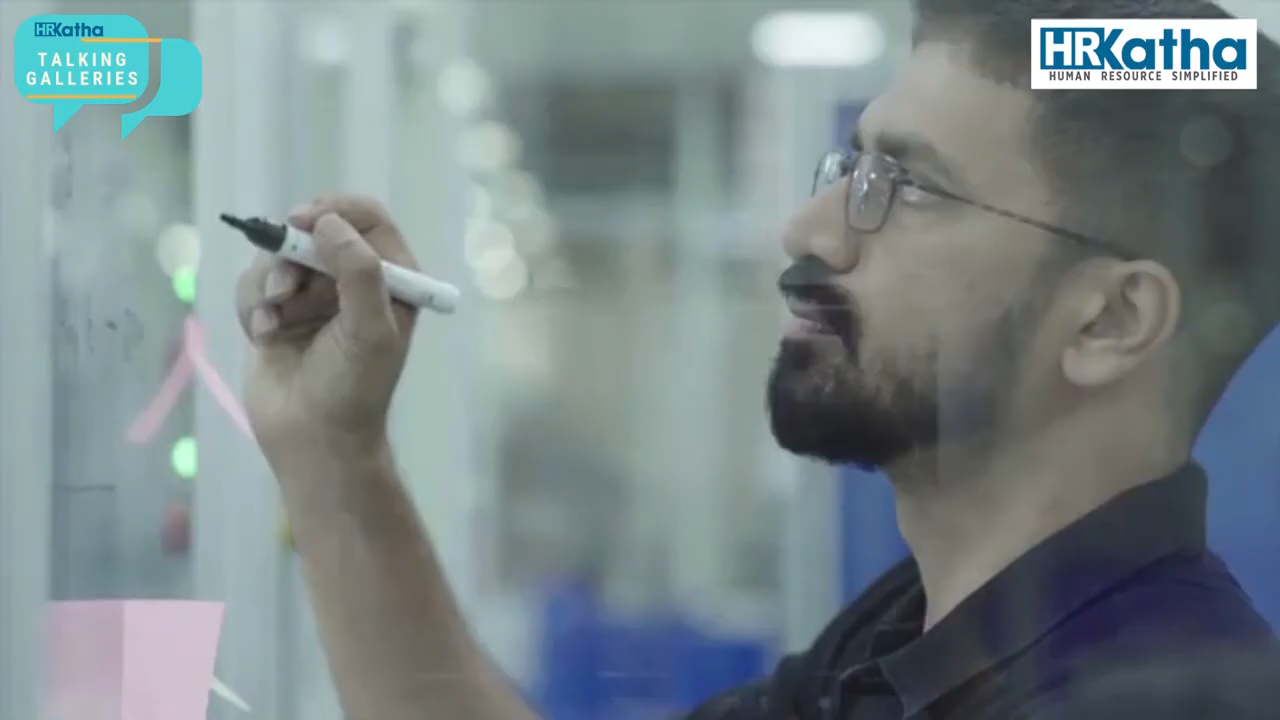 HRKatha
TALKING
GALLERIES
HRKatha
HUMAN RESOURCE SIMPLIFIED